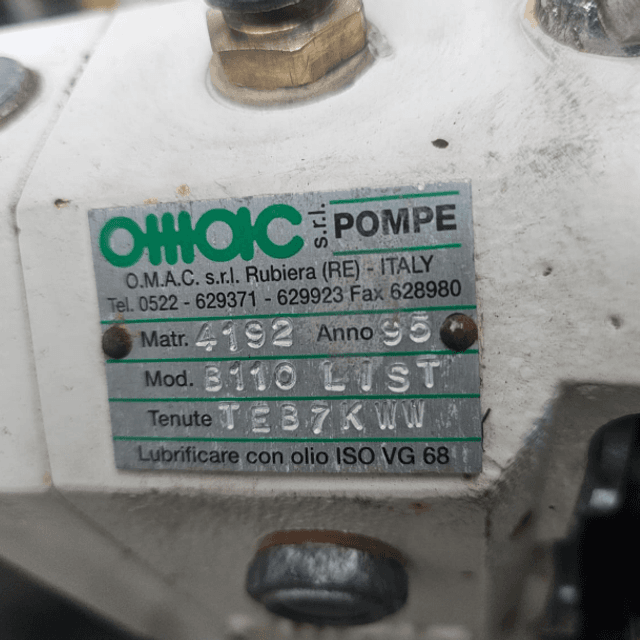 OMAC s.r.l. POMPE
O.M.A.C. s.r.l. Rubiera (RE) - ITALY
Tel. 0522 - 629371 - 629923 Fax 628980
Matr. 4192 Anno 95
Mod. B110 LIST
Tenute TEB7KWW
Lubrificare con olio ISO VG 68